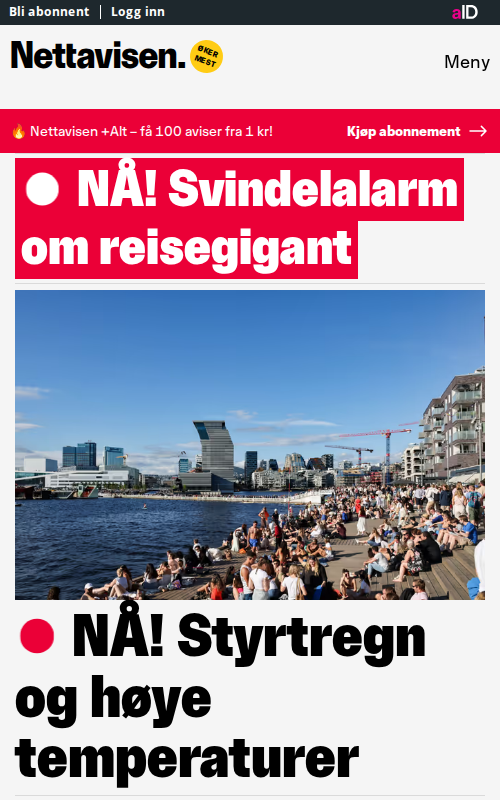 Bli abonnent | Logg inn
aID
Nettavisen.
ØKER
MEST
Meny
Nettavisen +Alt – få 100 aviser fra 1 kr!
Kjøp abonnement
NÅ! Svindelalarm
om reisegigant
NÅ! Styrtregn
og høye
temperaturer